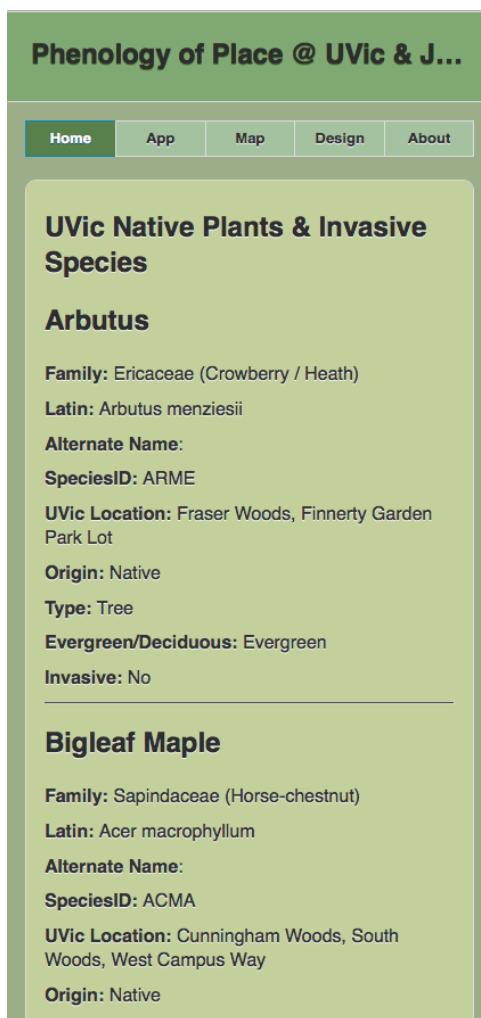 Phenology of Place @ UVic & J...
Home App Map Design About
UVic Native Plants & Invasive
Species
Arbutus
Family: Ericaceae (Crowberry / Heath)
Latin: Arbutus menziesii
Alternate Name:
SpeciesID: ARME
UVic Location: Fraser Woods, Finnerty Garden
Park Lot
Origin: Native
Type: Tree
Evergreen/Deciduous: Evergreen
Invasive: No
Bigleaf Maple
Family: Sapindaceae (Horse-chestnut)
Latin: Acer macrophyllum
Alternate Name:
SpeciesID: ACMA
UVic Location: Cunningham Woods, South
Woods, West Campus Way
Origin: Native